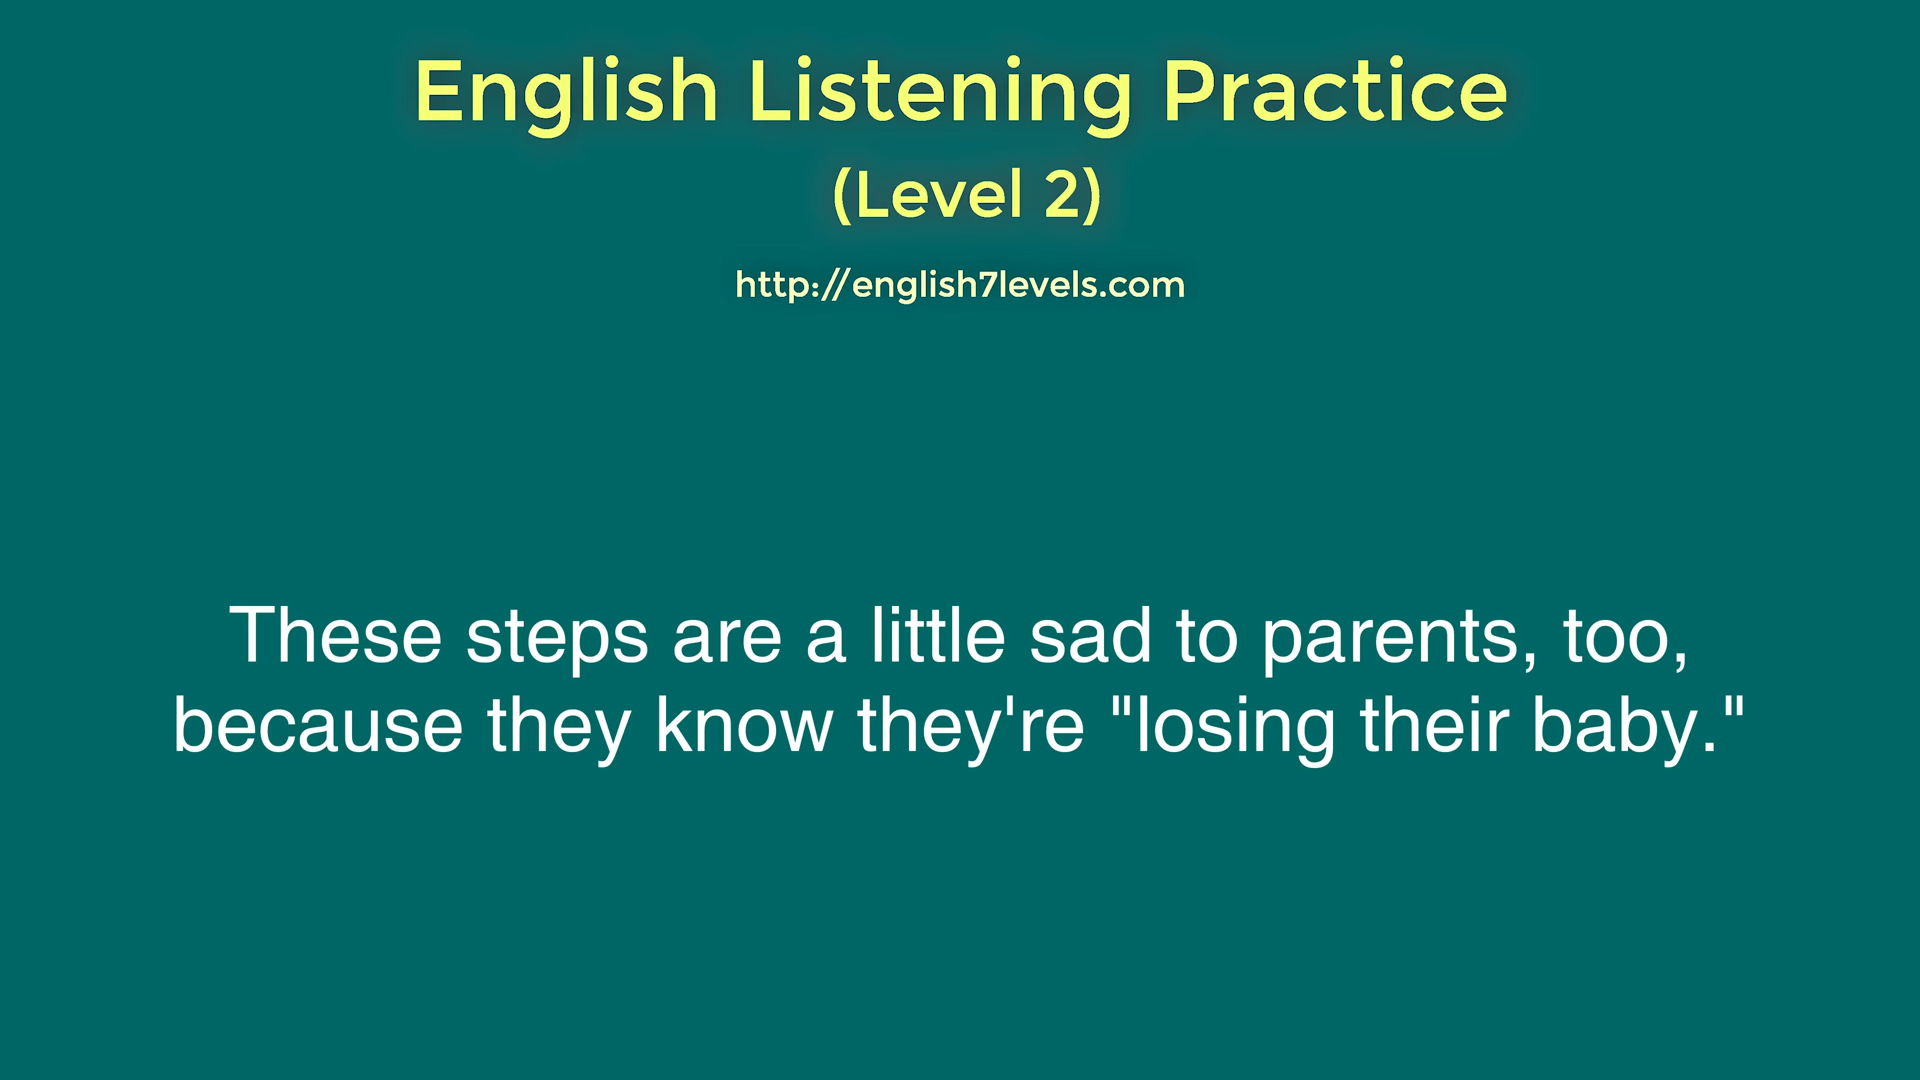 English Listening Practice
(Level 2)
http://english7levels.com
These steps are a little sad to parents, too,
because they know they're "losing their baby."